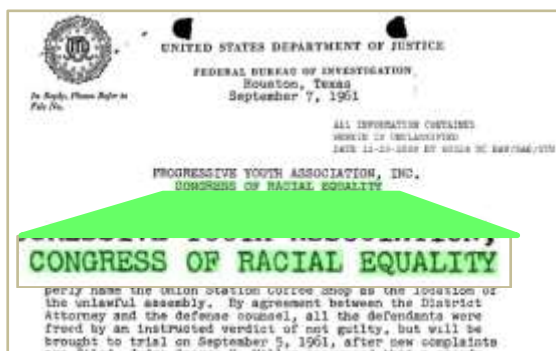 UNITED STATES DEPARTMENT OF JUSTICE
FEDERAL BUREAU OF INVESTIGATION
In Reply, Please Refer to
File No.
Houston, Texas
September 7, 1961
ALL INFORMATION CONTAINED
HEREIN IS UNCLASSIFIED
DATE
PROGRESSIVE YOUTH ASSOCIATION, INC.
CONGRESS OF RACIAL EQUALITY
CONGRESS OF RACIAL EQUALITY
perly name the Union Station Coffee Shop as the location of
the unlawful assembly. By agreement between the District
Attorney and the defense counsel, all the defendants were
freed by an instructed verdict of not guilty, but will be
brought to trial on September 5, 1961, after new complaints